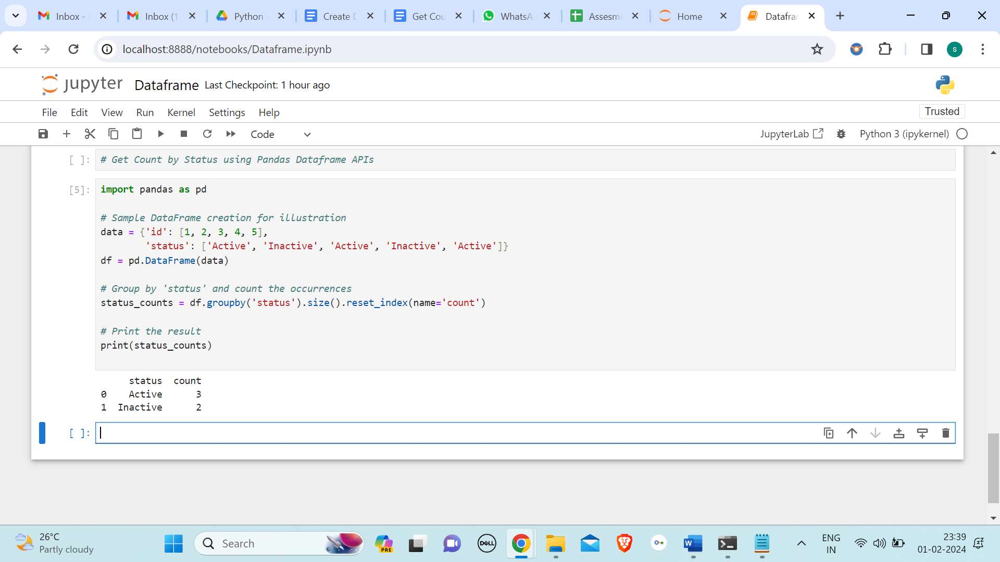 Inbox -
Inbox (1
Python
Create
Get Cou
WhatsA
Assesm
Home
Datafra
localhost:8888/notebooks/Dataframe.ipynb
s
jupyter Dataframe Last Checkpoint: 1 hour ago
File Edit View Run Kernel Settings Help
Trusted
Code
JupyterLab
Python 3 (ipykernel)
[ ]: # Get Count by Status using Pandas Dataframe APIs
[5]: import pandas as pd
# Sample DataFrame creation for illustration
data = {'id': [1, 2, 3, 4, 5],
'status': ['Active', 'Inactive', 'Active', 'Inactive', 'Active']}
df = pd.DataFrame(data)
# Group by 'status' and count the occurrences
status_counts = df.groupby('status').size().reset_index(name='count')
# Print the result
print(status_counts)
status count
0 Active 3
1 Inactive 2
[ ]:
26°C
Partly cloudy
Search
PRE
DELL
W
ENG
IN
23:39
01-02-2024